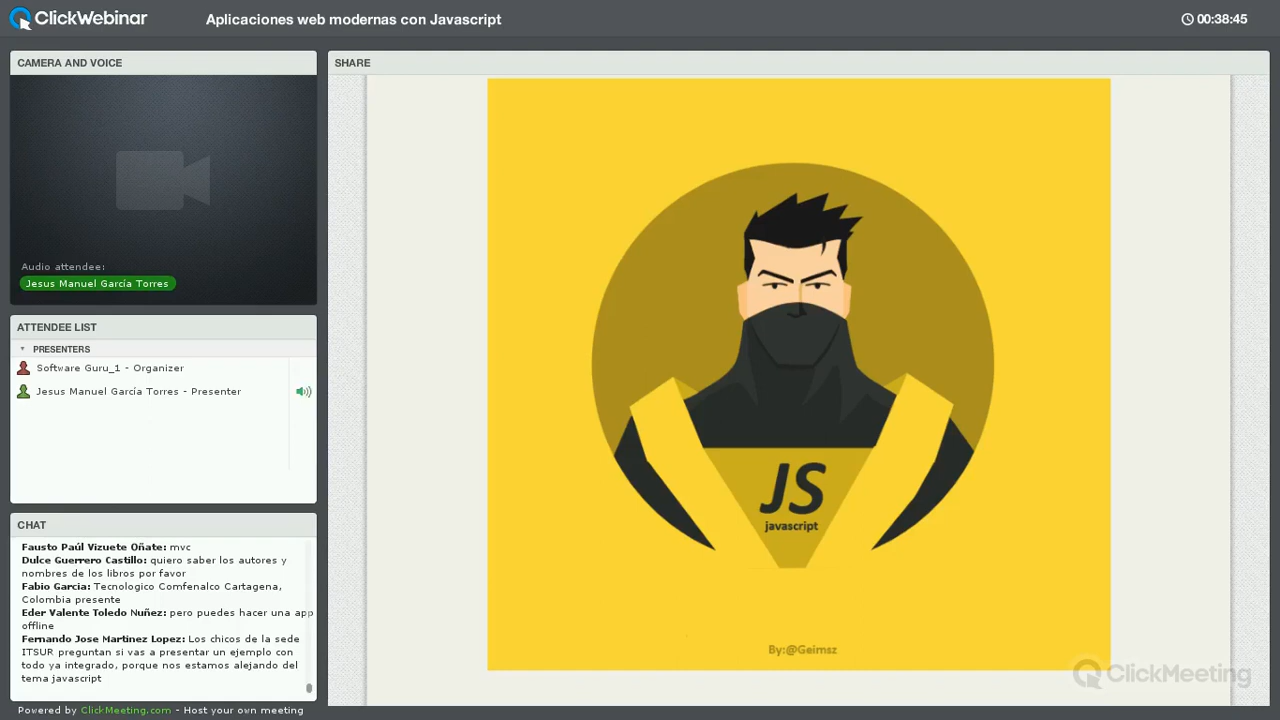 ClickWebinar
Aplicaciones web modernas con Javascript
00:38:45
CAMERA AND VOICE
Audio attendee:
Jesus Manuel García Torres
ATTENDEE LIST
PRESENTERS
Software Guru_1 - Organizer
Jesus Manuel García Torres - Presenter
CHAT
Fausto Paúl Vizuete Oñate: mvc
Dulce Guerrero Castillo: quiero saber los autores y
nombres de los libros por favor
Fabio Garcia: Tecnologico Comfenalco Cartagena,
Colombia presente
Eder Valente Toledo Nuñez: pero puedes hacer una app
offline
Fernando Jose Martinez Lopez: Los chicos de la sede
ITSUR preguntan si vas a presentar un ejemplo con
todo ya integrado, porque nos estamos alejando del
tema javascript
Powered by ClickMeeting.com - Host your own meeting
SHARE
JS
javascript
By:@Geimsz
ClickMeeting